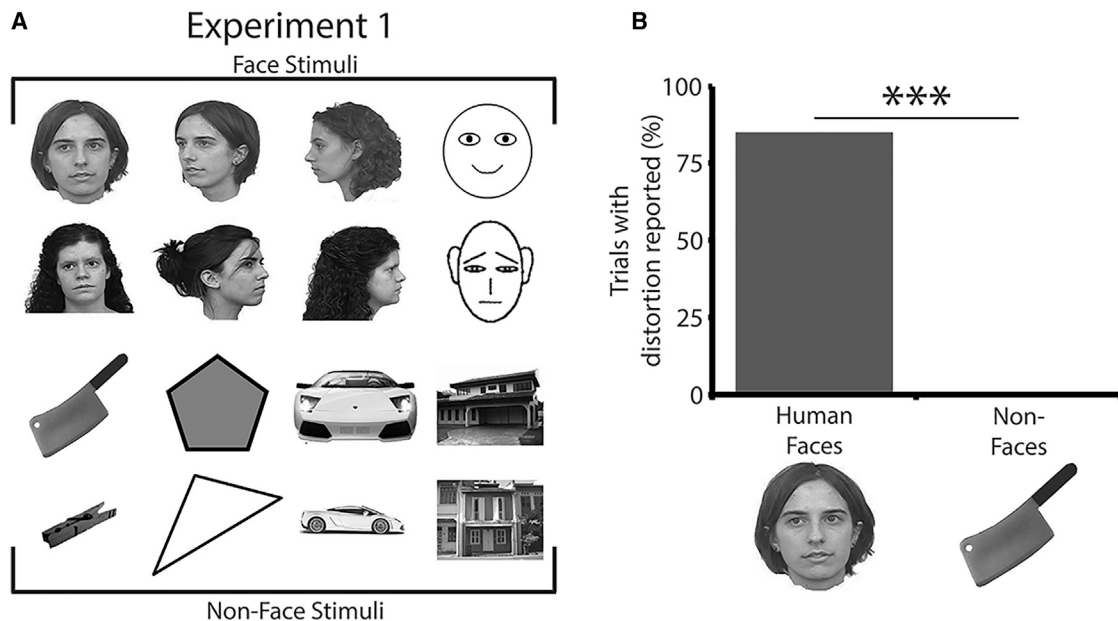 A
Experiment 1
Face Stimuli
Non-Face Stimuli
B
Trials with
distortion reported (%)
100
75
50
25
0
***
Human
Faces
Non-
Faces